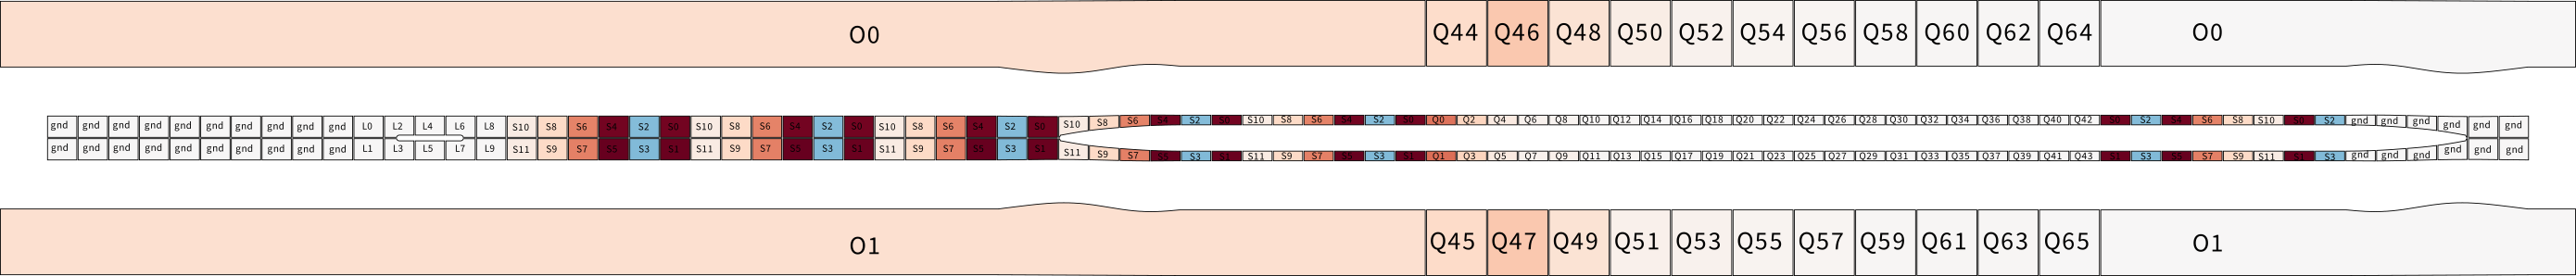 O0 Q44 Q46 Q48 Q50 Q52 Q54 Q56 Q58 Q60 Q62 Q64 O0
gnd gnd gnd gnd gnd gnd gnd gnd gnd gnd L0 L2 L4 L6 L8 S10 S8 S6 S4 S2 S0 S10 S8 S6 S4 S2 S0 S10 S8 S6 S4 S2 S0 S10 S8 S6 S4 S2 S0 S10 S8 S6 S4 S2 S0 Q0 Q2 Q4 Q6 Q8 Q10 Q12 Q14 Q16 Q18 Q20 Q22 Q24 Q26 Q28 Q30 Q32 Q34 Q36 Q38 Q40 Q42 S0 S2 S4 S6 S8 S10 S0 S2 gnd gnd gnd gnd gnd gnd
gnd gnd gnd gnd gnd gnd gnd gnd gnd gnd L1 L3 L5 L7 L9 S11 S9 S7 S5 S3 S1 S11 S9 S7 S5 S3 S1 S11 S9 S7 S5 S3 S1 S11 S9 S7 S5 S3 S1 S11 S9 S7 S5 S3 S1 Q1 Q3 Q5 Q7 Q9 Q11 Q13 Q15 Q17 Q19 Q21 Q23 Q25 Q27 Q29 Q31 Q33 Q35 Q37 Q39 Q41 Q43 S1 S3 S5 S7 S9 S11 S1 S3 gnd gnd gnd gnd gnd gnd
O1 Q45 Q47 Q49 Q51 Q53 Q55 Q57 Q59 Q61 Q63 Q65 O1